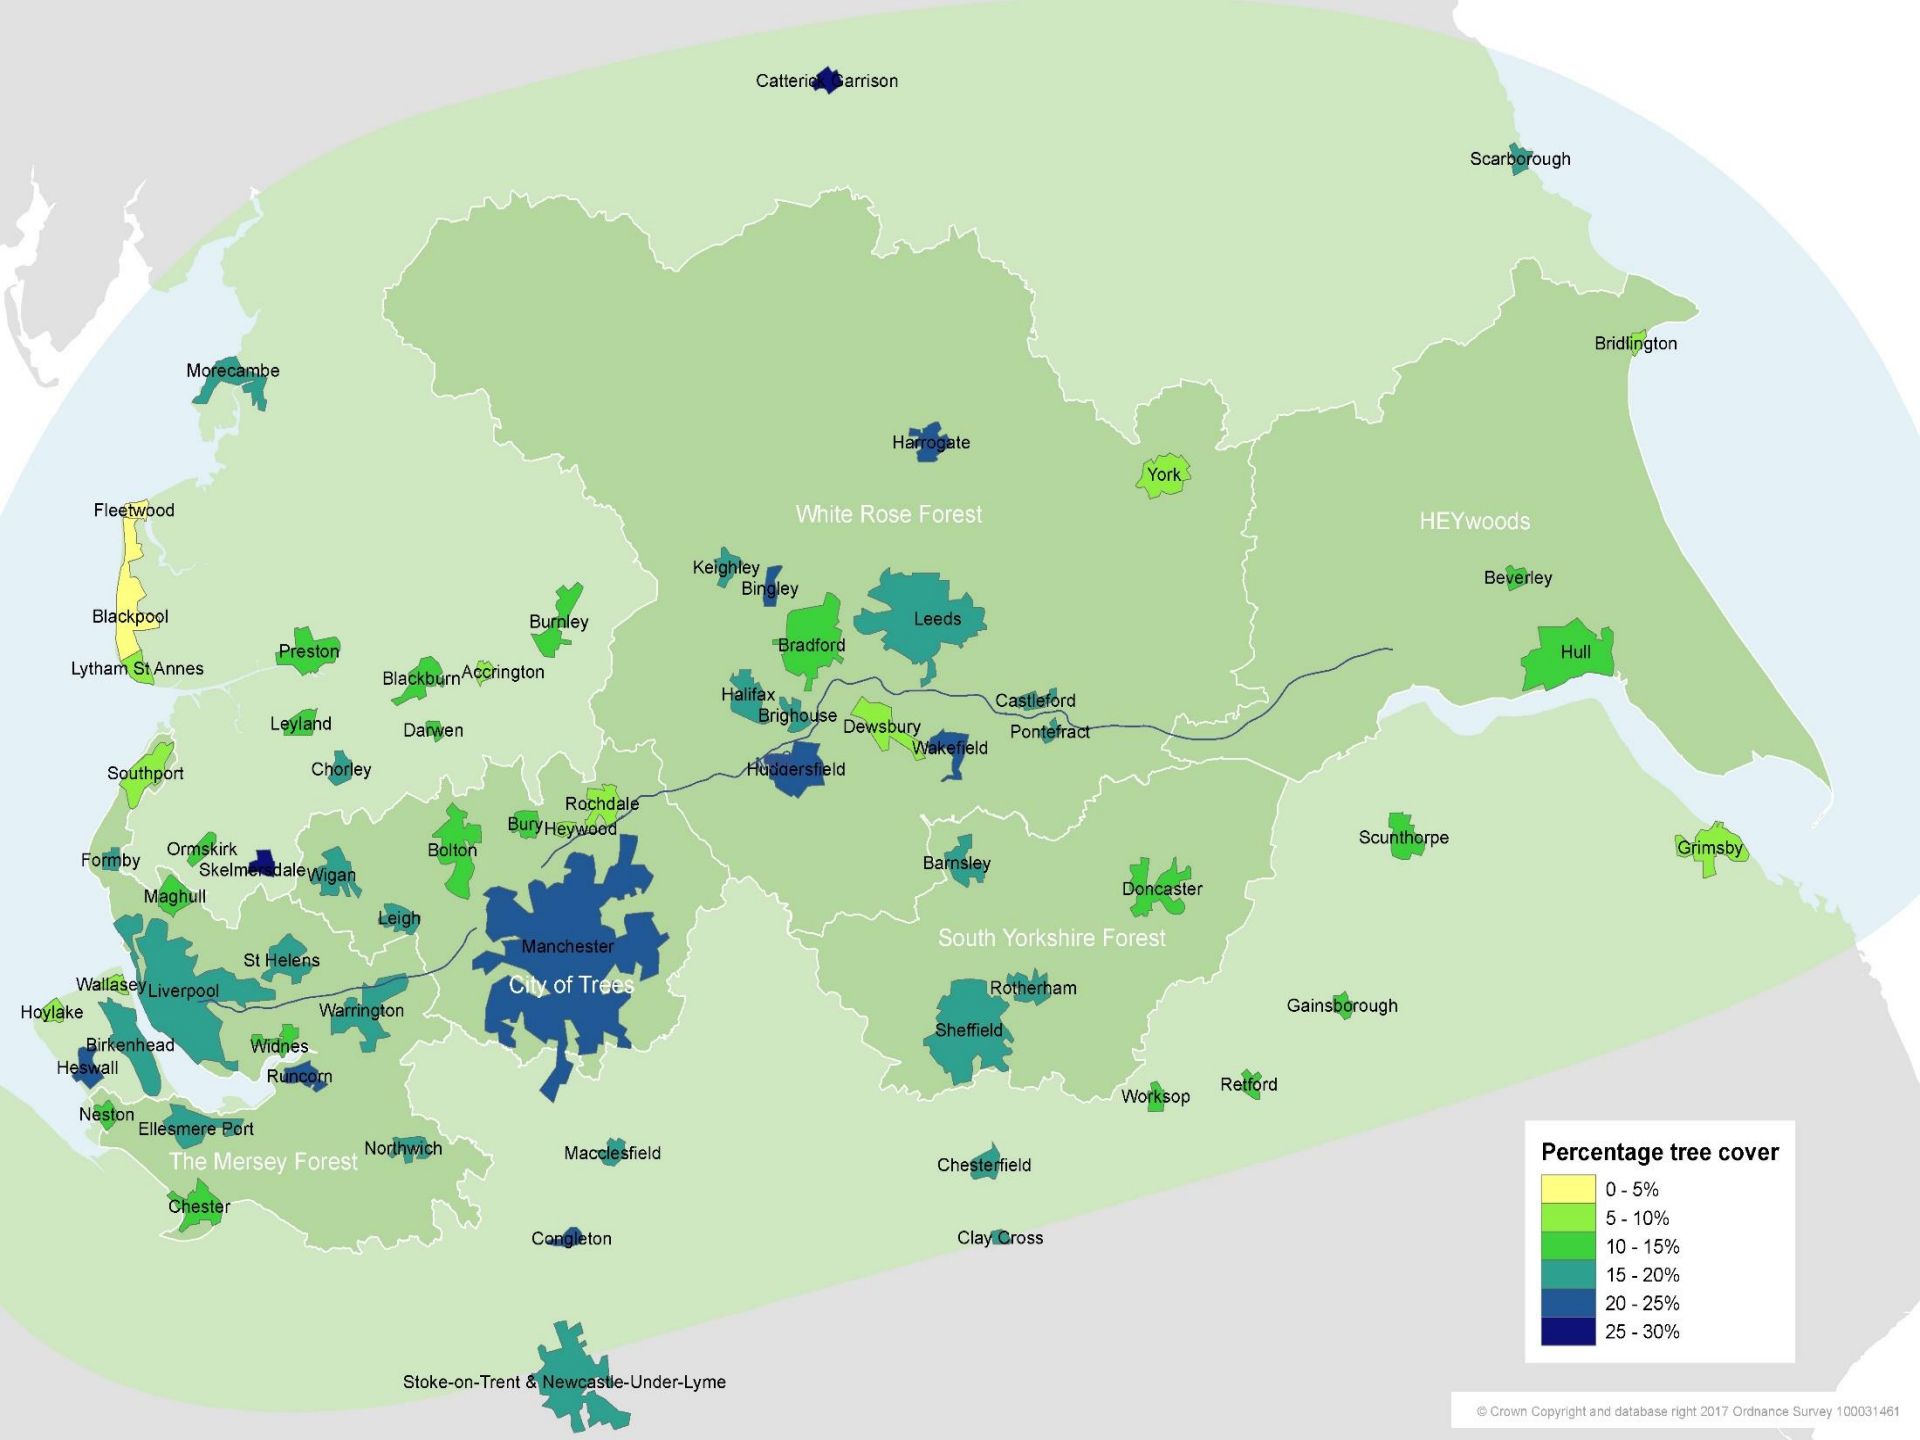 Catterick Garrison
Scarborough
Bridlington
Morecambe
Harrogate
York
Fleetwood
White Rose Forest
HEYwoods
Keighley
Bingley
Beverley
Blackpool
Burnley
Leeds
Bradford
Preston
Hull
Lytham St Annes
Blackburn
Accrington
Halifax
Castleford
Brighouse
Leyland
Darwen
Dewsbury
Pontefract
Wakefield
Southport
Chorley
Huddersfield
Rochdale
Bury
Heywood
Scunthorpe
Grimsby
Ormskirk
Bolton
Formby
Skelmersdale
Wigan
Barnsley
Maghull
Doncaster
Leigh
South Yorkshire Forest
Manchester
St Helens
Wallasey
Liverpool
City of Trees
Rotherham
Hoylake
Warrington
Gainsborough
Sheffield
Birkenhead
Widnes
Heswall
Runcorn
Retford
Worksop
Neston
Ellesmere Port
Northwich
Macclesfield
The Mersey Forest
Chesterfield
Chester
Congleton
Clay Cross
Stoke-on-Trent & Newcastle-Under-Lyme
Percentage tree cover
0 - 5%
5 - 10%
10 - 15%
15 - 20%
20 - 25%
25 - 30%
© Crown Copyright and database right 2017 Ordnance Survey 100031461